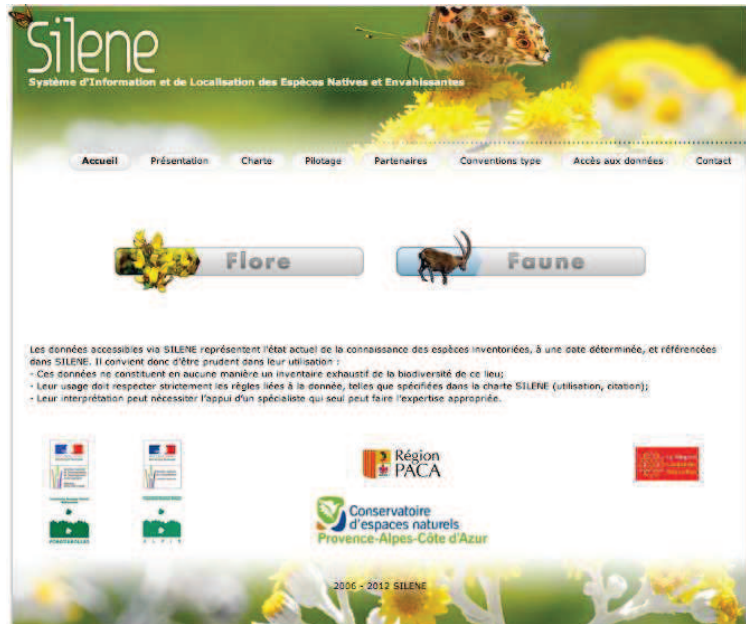 Silene
Système d'Information et de Localisation des Espèces Natives et Envahissantes
Accueil Présentation Charte Pilotage Partenaires Conventions type Accès aux données Contact
Flore Faune
Les données accessibles via SILENE représentent l'état actuel de la connaissance des espèces inventoriées, à une date déterminée, et référencées
dans SILENE. Il convient donc d'être prudent dans leur utilisation :
- Ces données ne constituent en aucune manière un inventaire exhaustif de la biodiversité de ce lieu;
- Leur usage doit respecter strictement les règles liées à la donnée, telles que spécifiées dans la charte SILENE (utilisation, citation);
- Leur interprétation peut nécessiter l'appui d'un spécialiste qui seul peut faire l'expertise appropriée.
Région
PACA
Conservatoire
d'espaces naturels
Provence-Alpes-Côte d'Azur
ALPIN
2006 - 2012 SILENE